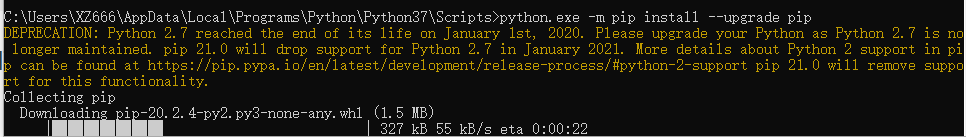 C:\Users\XZ666\AppData\Local\Programs\Python\Python37\Scripts>python.exe -m pip install --upgrade pip
DEPRECATION: Python 2.7 reached the end of its life on January 1st, 2020. Please upgrade your Python as Python 2.7 is no
 longer maintained. pip 21.0 will drop support for Python 2.7 in January 2021. More details about Python 2 support in pi
p can be found at https://pip.pypa.io/en/latest/development/release-process/#python-2-support pip 21.0 will remove suppo
rt for this functionality.
Collecting pip
  Downloading pip-20.2.4-py2.py3-none-any.whl (1.5 MB)
| 327 kB 55 kB/s eta 0:00:22